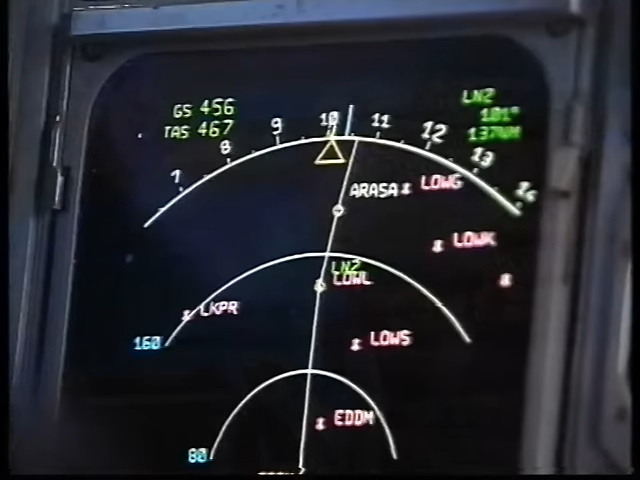 GS 456
TAS 467
7
8
9
10
11
12
13
14
LNZ
101°
137NM
ARASA
LOWG
LOWK
LNZ
LOWL
LKPR
160
LOWS
EDDM
80